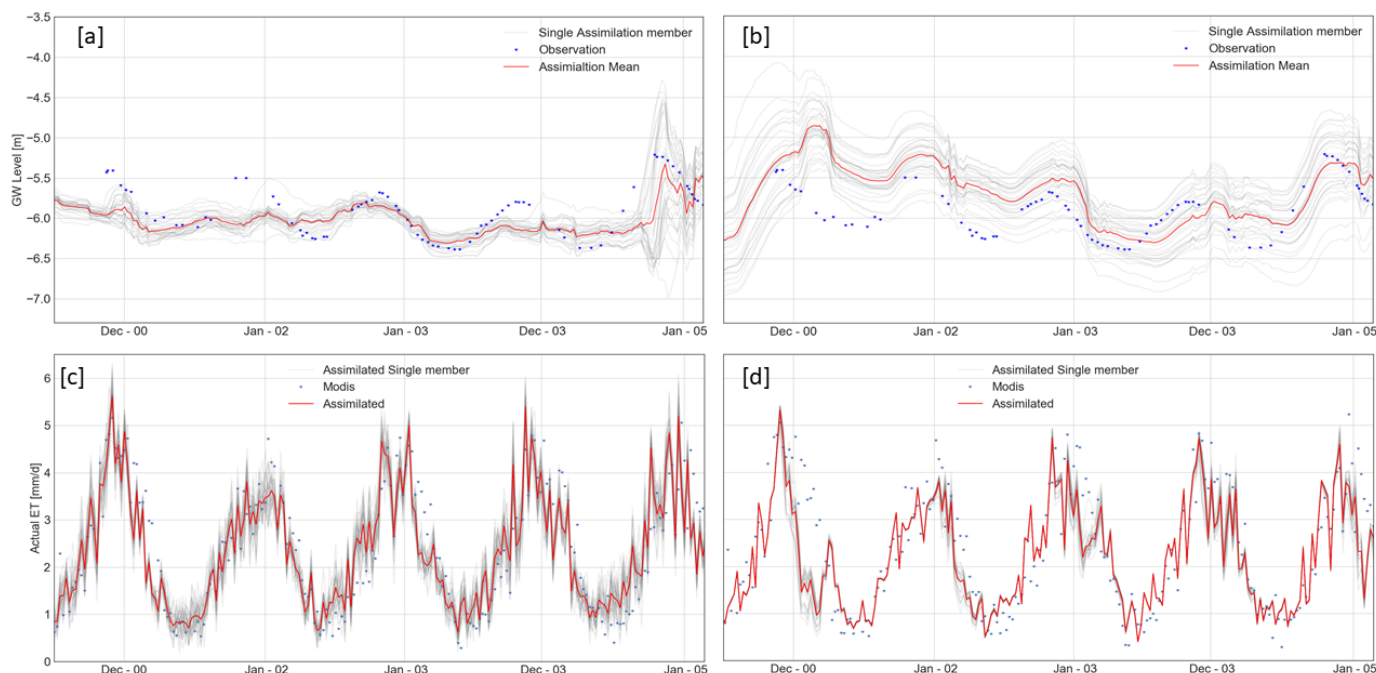 [a]
Single Assimilation member
Observation
Assimialtion Mean
GW Level [m]
−3.5
−4.0
−4.5
−5.0
−5.5
−6.0
−6.5
−7.0
Dec - 00
Jan - 02
Jan - 03
Dec - 03
Jan - 05
[b]
Single Assilation member
Observation
Assimilation Mean
Dec - 00
Jan - 02
Jan - 03
Dec - 03
Jan - 05
[c]
Assimilated Single member
Modis
Assimilated
Actual ET [mm/d]
6
5
4
3
2
1
0
Dec - 00
Jan - 02
Jan - 03
Dec - 03
Jan - 05
[d]
Assimilated Single member
Modis
Assimilated
Dec - 00
Jan - 02
Jan - 03
Dec - 03
Jan - 05